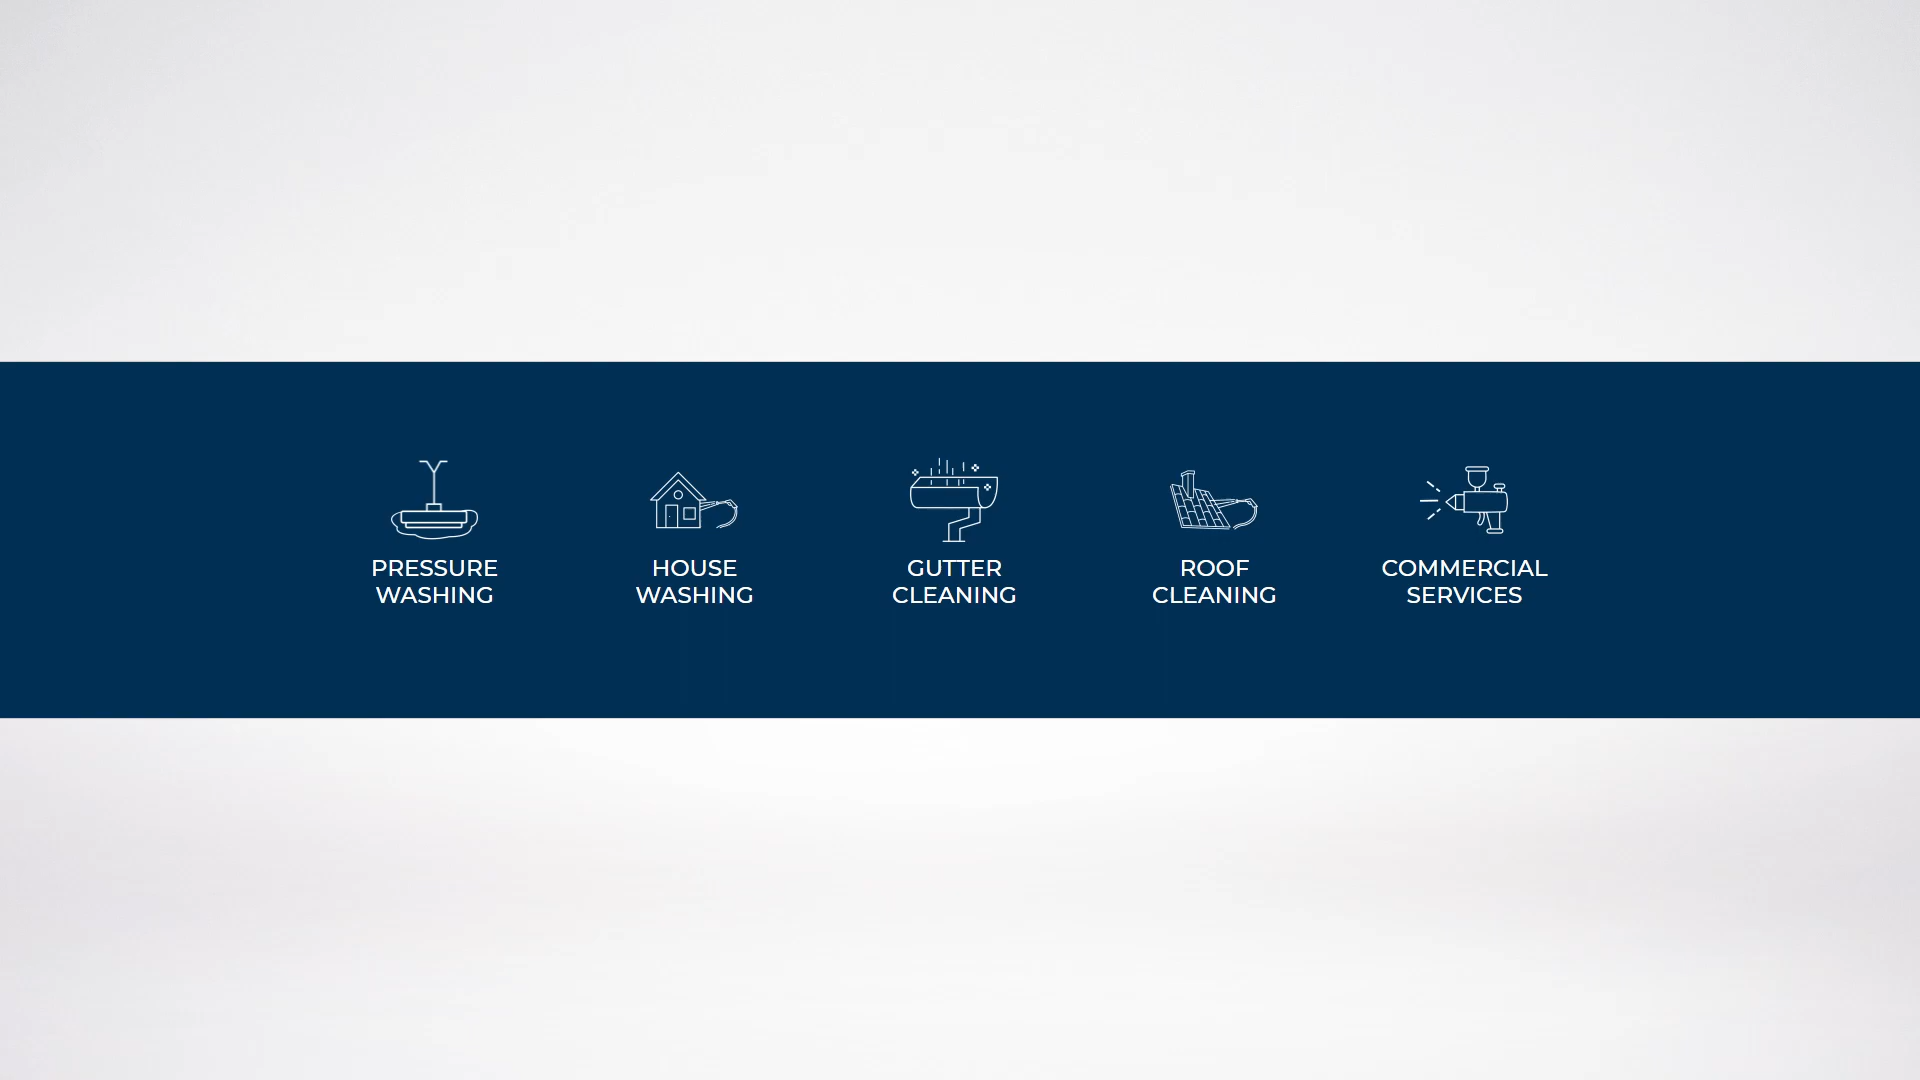 PRESSURE
WASHING
HOUSE
WASHING
GUTTER
CLEANING
ROOF
CLEANING
COMMERCIAL
SERVICES